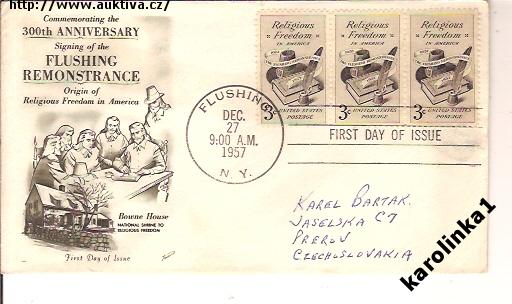 http://www.auktiva.cz/
Commemorating the
300th ANNIVERSARY
Signing of the
FLUSHING
REMONSTRANCE
Origin of
Religious Freedom in America
Bowne House
NATIONAL SHRINE TO
RELIGIOUS FREEDOM
First Day of Issue
Religious
Freedom
IN AMERICA
3¢ UNITED STATES
POSTAGE
Religious
Freedom
IN AMERICA
3¢ UNITED STATES
POSTAGE
Religious
Freedom
IN AMERICA
3¢ UNITED STATES
POSTAGE
FLUSHING
DEC.
27
9:00 A.M.
1957
N.Y.
FIRST DAY OF ISSUE
KAREL BARTAK.
JASELSKA C7
PREROV
CZECHOSLOVAKIA
karolinka1